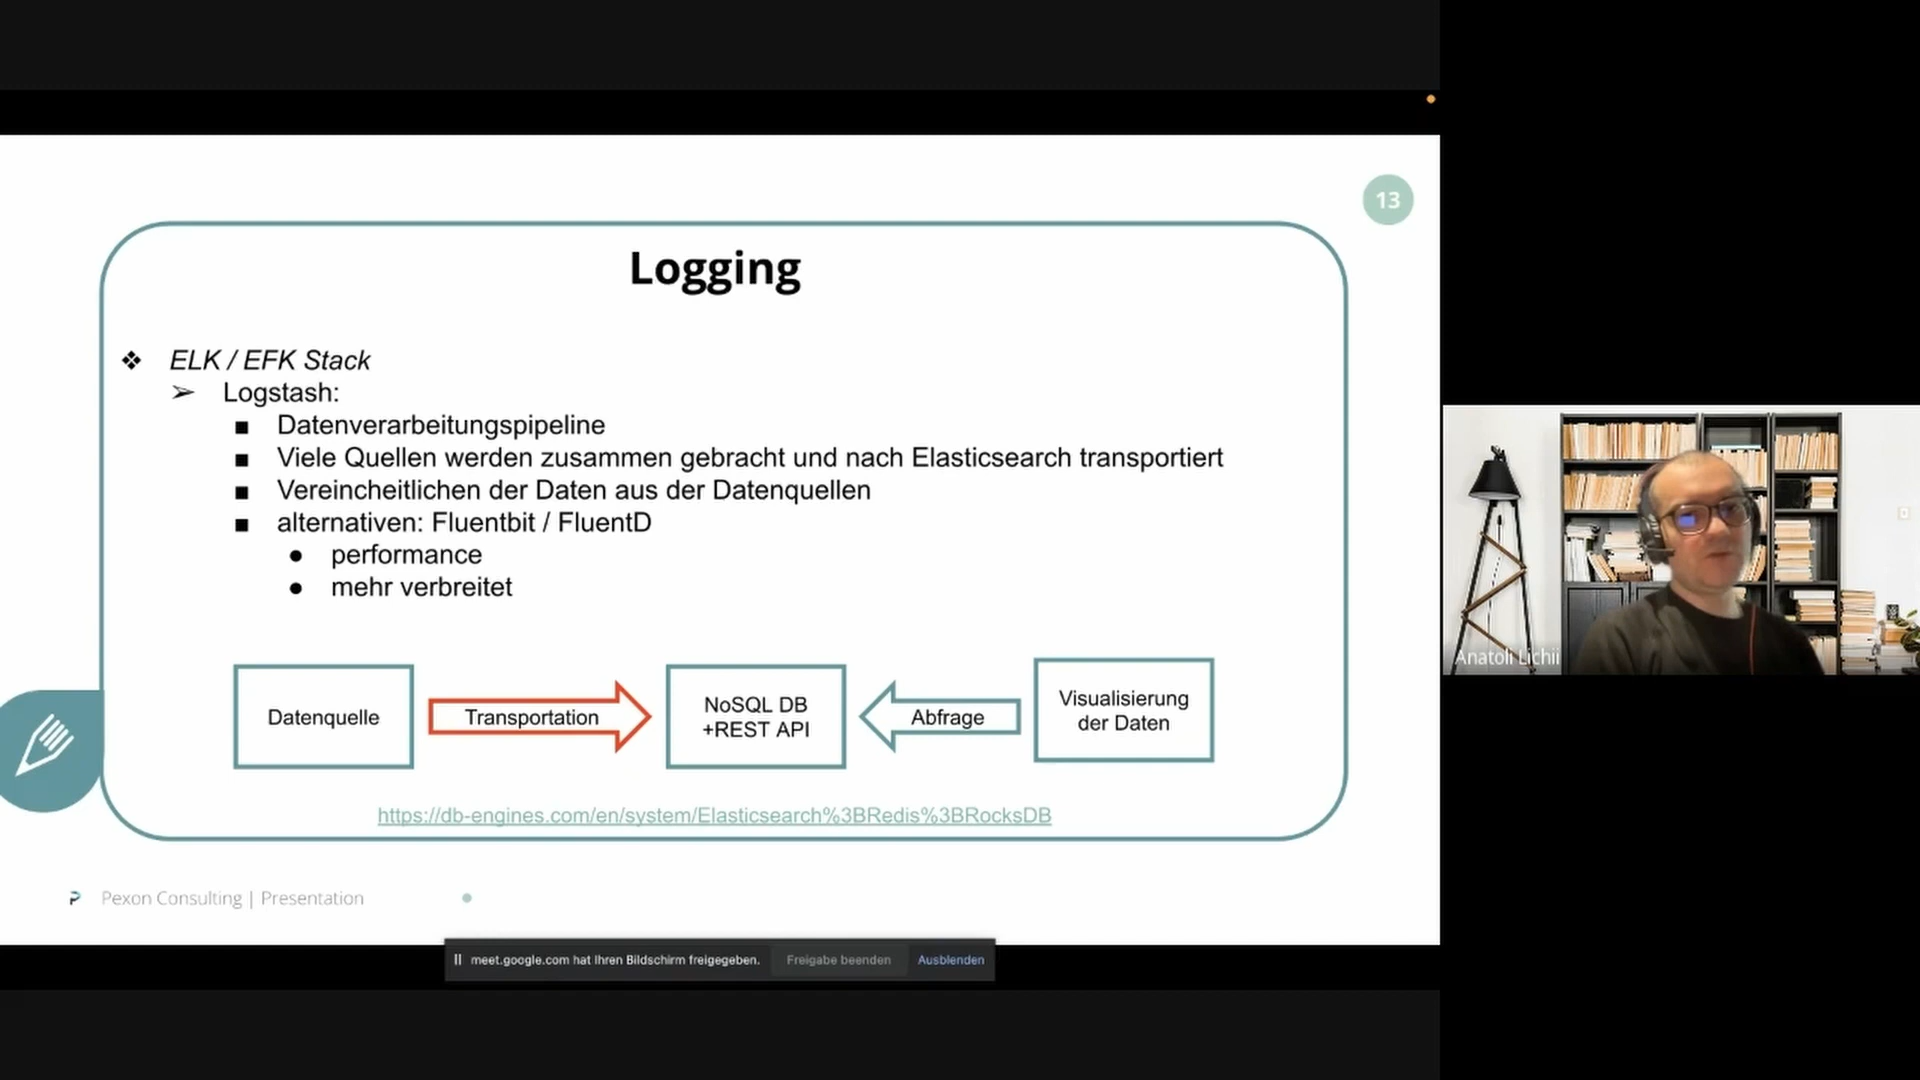 13
Logging
ELK / EFK Stack
Logstash:
Datenverarbeitungspipeline
Viele Quellen werden zusammen gebracht und nach Elasticsearch transportiert
Vereincheitlichen der Daten aus der Datenquellen
alternativen: Fluentbit / FluentD
performance
mehr verbreitet
Datenquelle
Transportation
NoSQL DB
+REST API
Abfrage
Visualisierung
der Daten
https://db-engines.com/en/system/Elasticsearch%3BRedis%3BRocksDB
Pexon Consulting | Presentation
meet.google.com hat Ihren Bildschirm freigegeben. Freigabe beenden Ausblenden
Anatoli Lichii